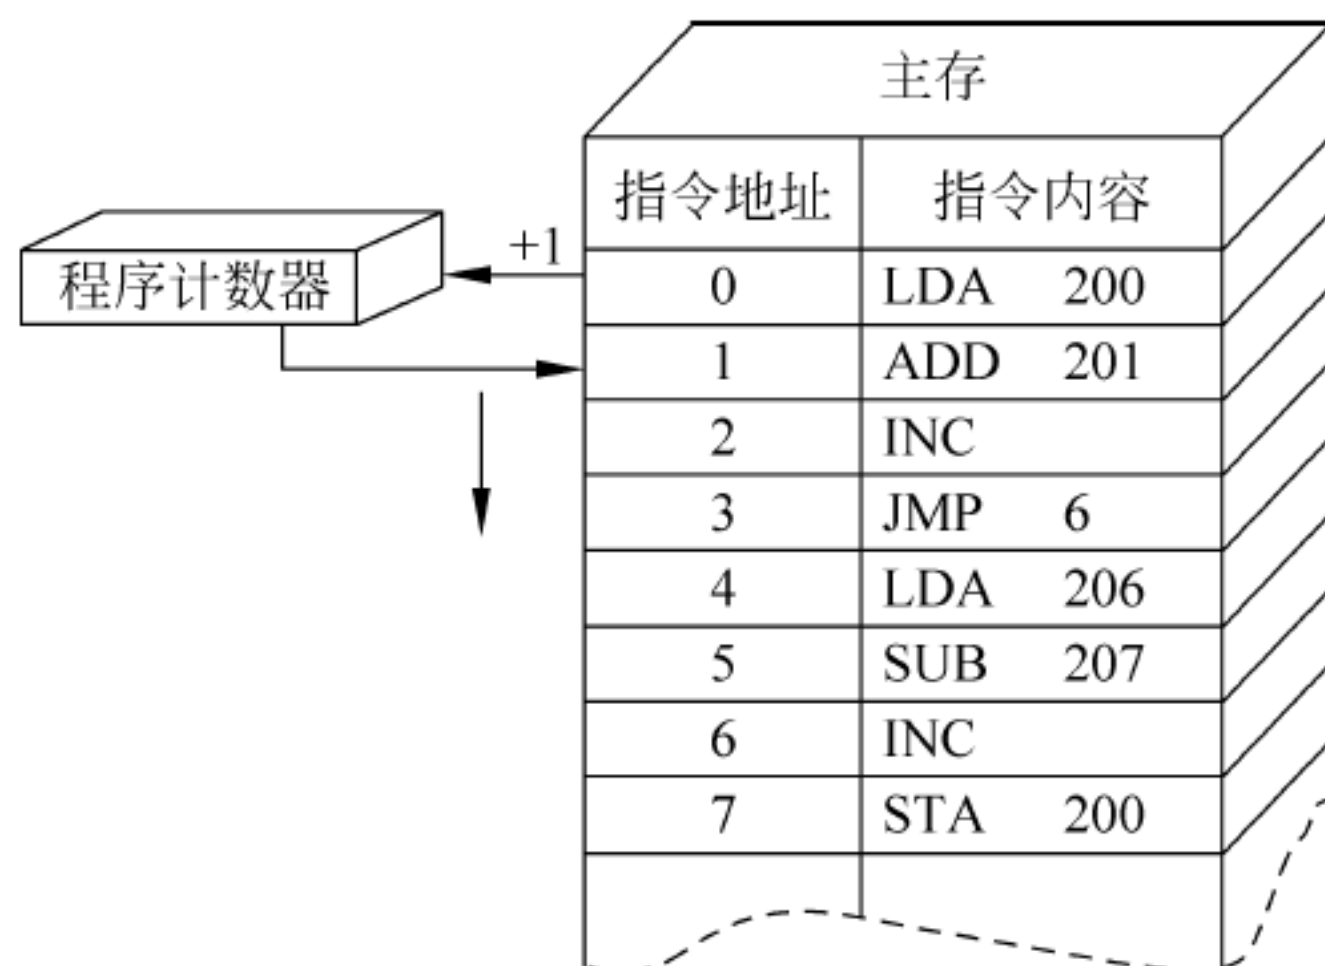 主存
指令地址 指令内容
+1
程序计数器
0 LDA 200
1 ADD 201
2 INC
3 JMP 6
4 LDA 206
5 SUB 207
6 INC
7 STA 200